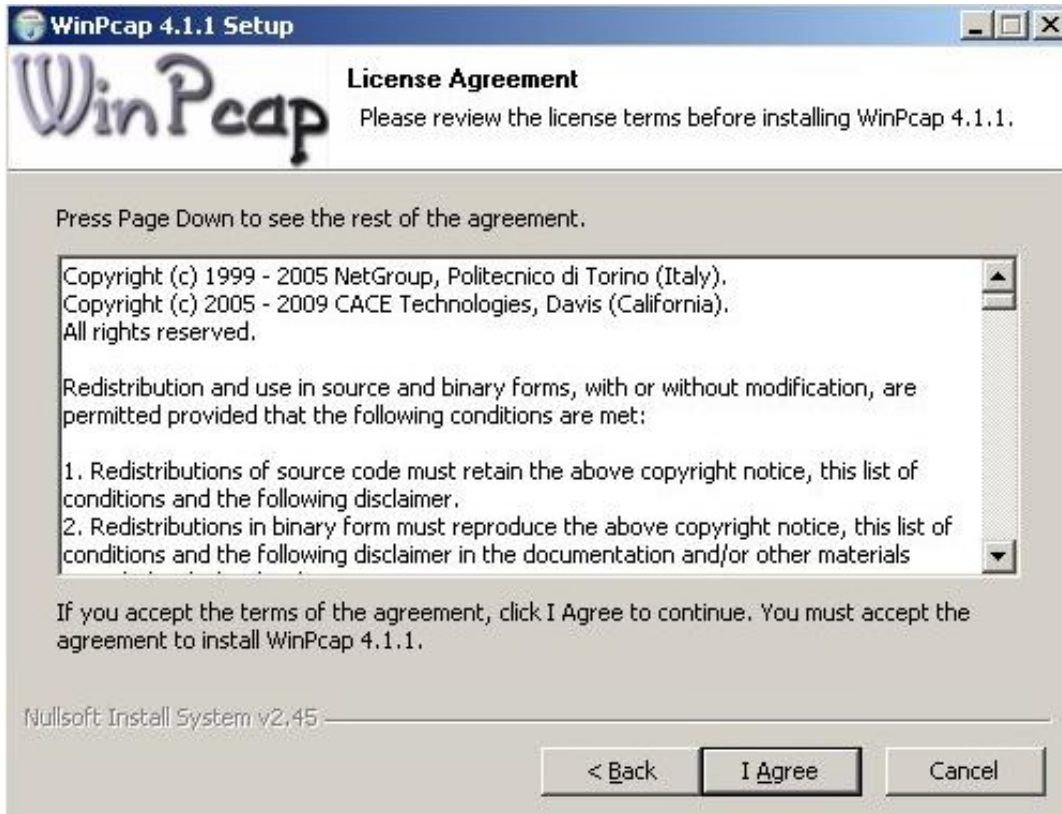 WinPcap 4.1.1 Setup
WinPcap
License Agreement
Please review the license terms before installing WinPcap 4.1.1.
Press Page Down to see the rest of the agreement.
Copyright (c) 1999 - 2005 NetGroup, Politecnico di Torino (Italy).
Copyright (c) 2005 - 2009 CACE Technologies, Davis (California).
All rights reserved.
Redistribution and use in source and binary forms, with or without modification, are
permitted provided that the following conditions are met:
1. Redistributions of source code must retain the above copyright notice, this list of
conditions and the following disclaimer.
2. Redistributions in binary form must reproduce the above copyright notice, this list of
conditions and the following disclaimer in the documentation and/or other materials
If you accept the terms of the agreement, click I Agree to continue. You must accept the
agreement to install WinPcap 4.1.1.
Nullsoft Install System v2.45
< Back
I Agree
Cancel